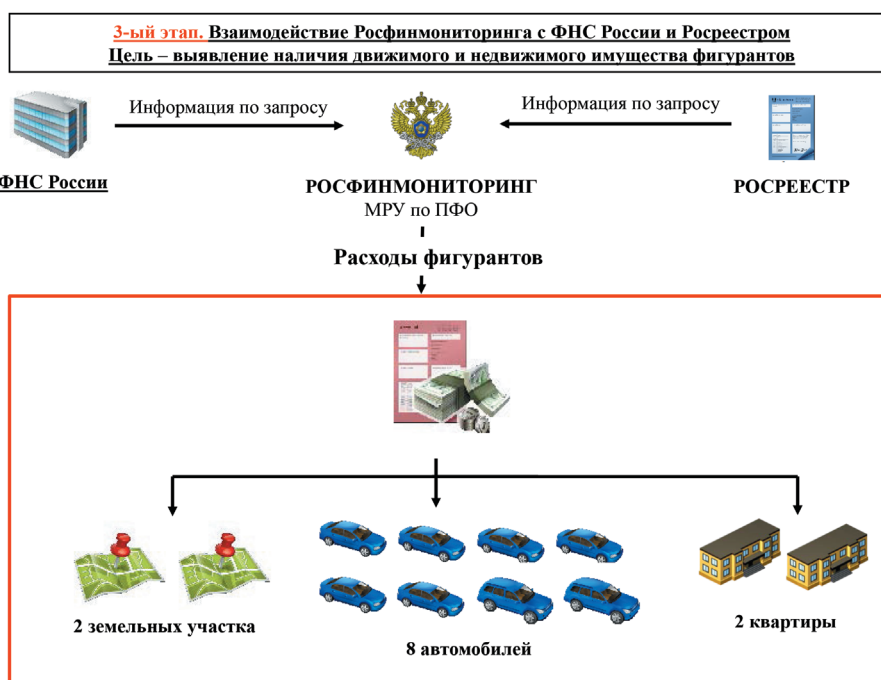 3-ый этап. Взаимодействие Росфинмониторинга с ФНС России и Росреестром
Цель – выявление наличия движимого и недвижимого имущества фигурантов
Информация по запросу
Информация по запросу
ФНС России
РОСФИНМОНИТОРИНГ
РОСРЕЕСТР
МРУ по ПФО
Расходы фигурантов
2 земельных участка
8 автомобилей
2 квартиры